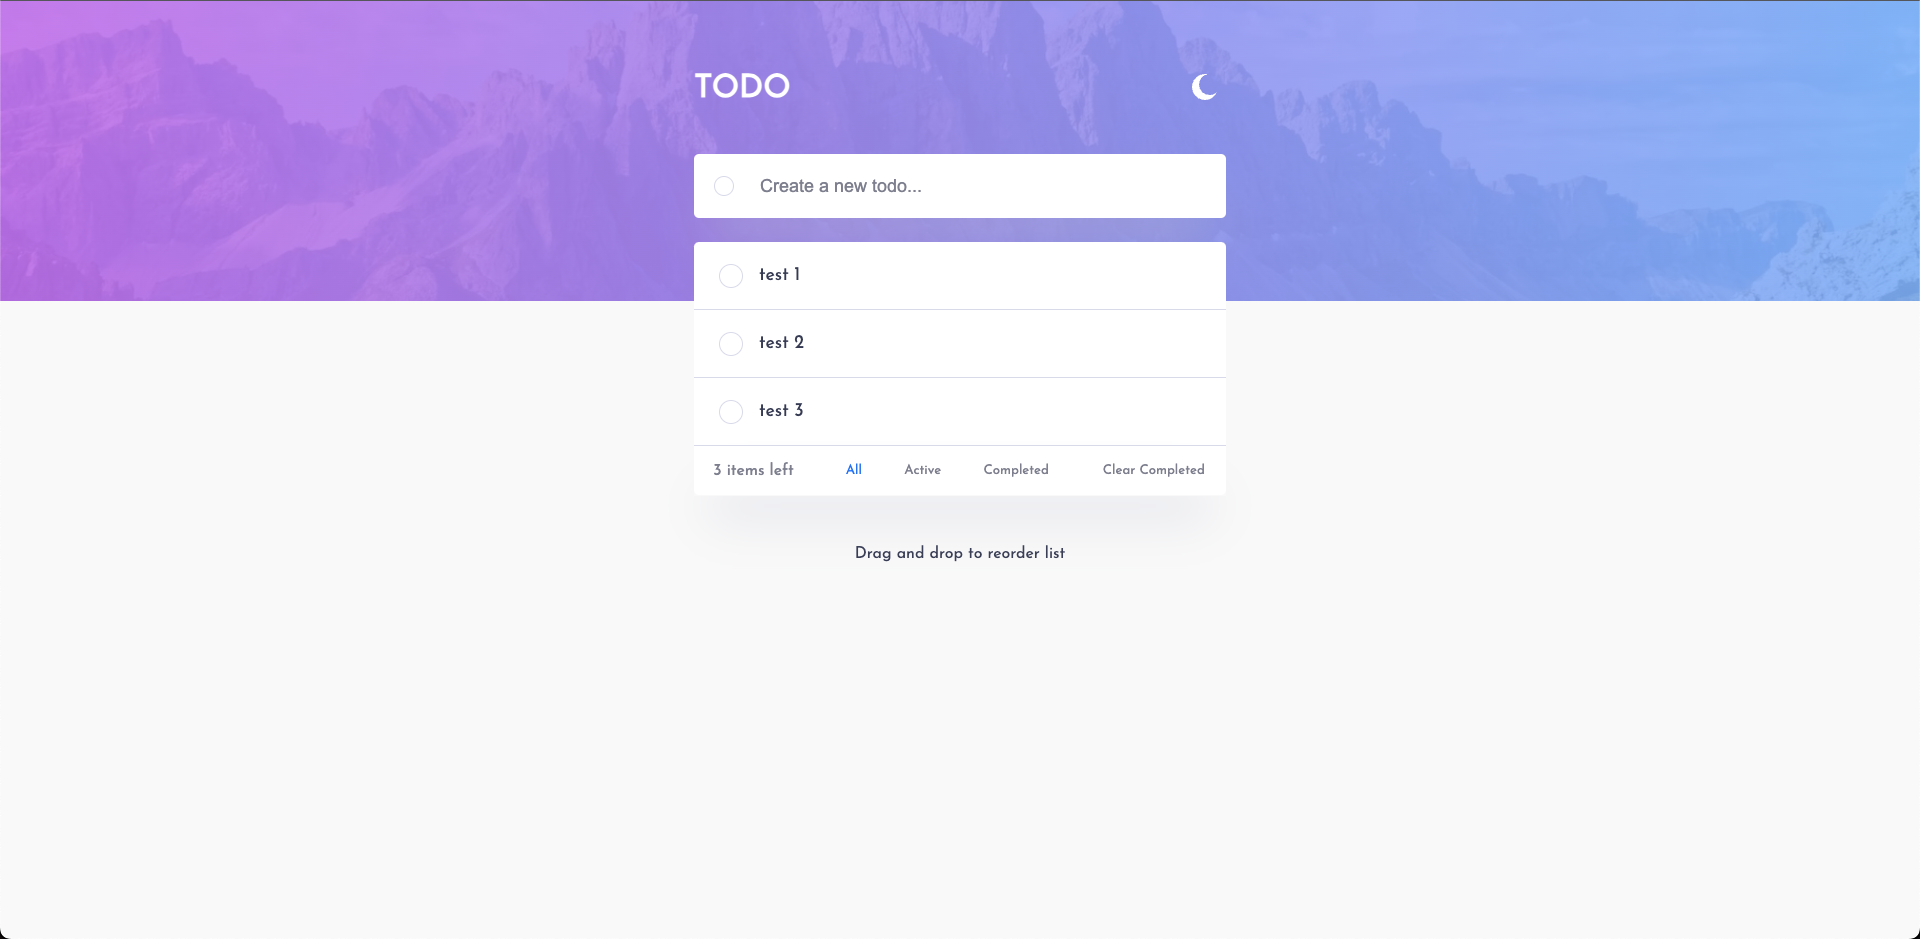 TODO
Create a new todo...
test 1
test 2
test 3
3 items left All Active Completed Clear Completed
Drag and drop to reorder list